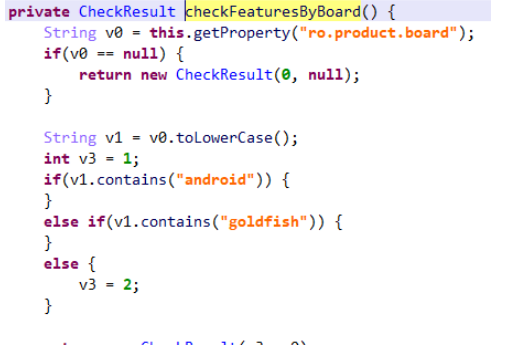 private CheckResult checkFeaturesByBoard() {
String v0 = this.getProperty("ro.product.board");
if(v0 == null) {
return new CheckResult(0, null);
}
String v1 = v0.toLowerCase();
int v3 = 1;
if(v1.contains("android")) {
}
else if(v1.contains("goldfish")) {
}
else {
v3 = 2;
}